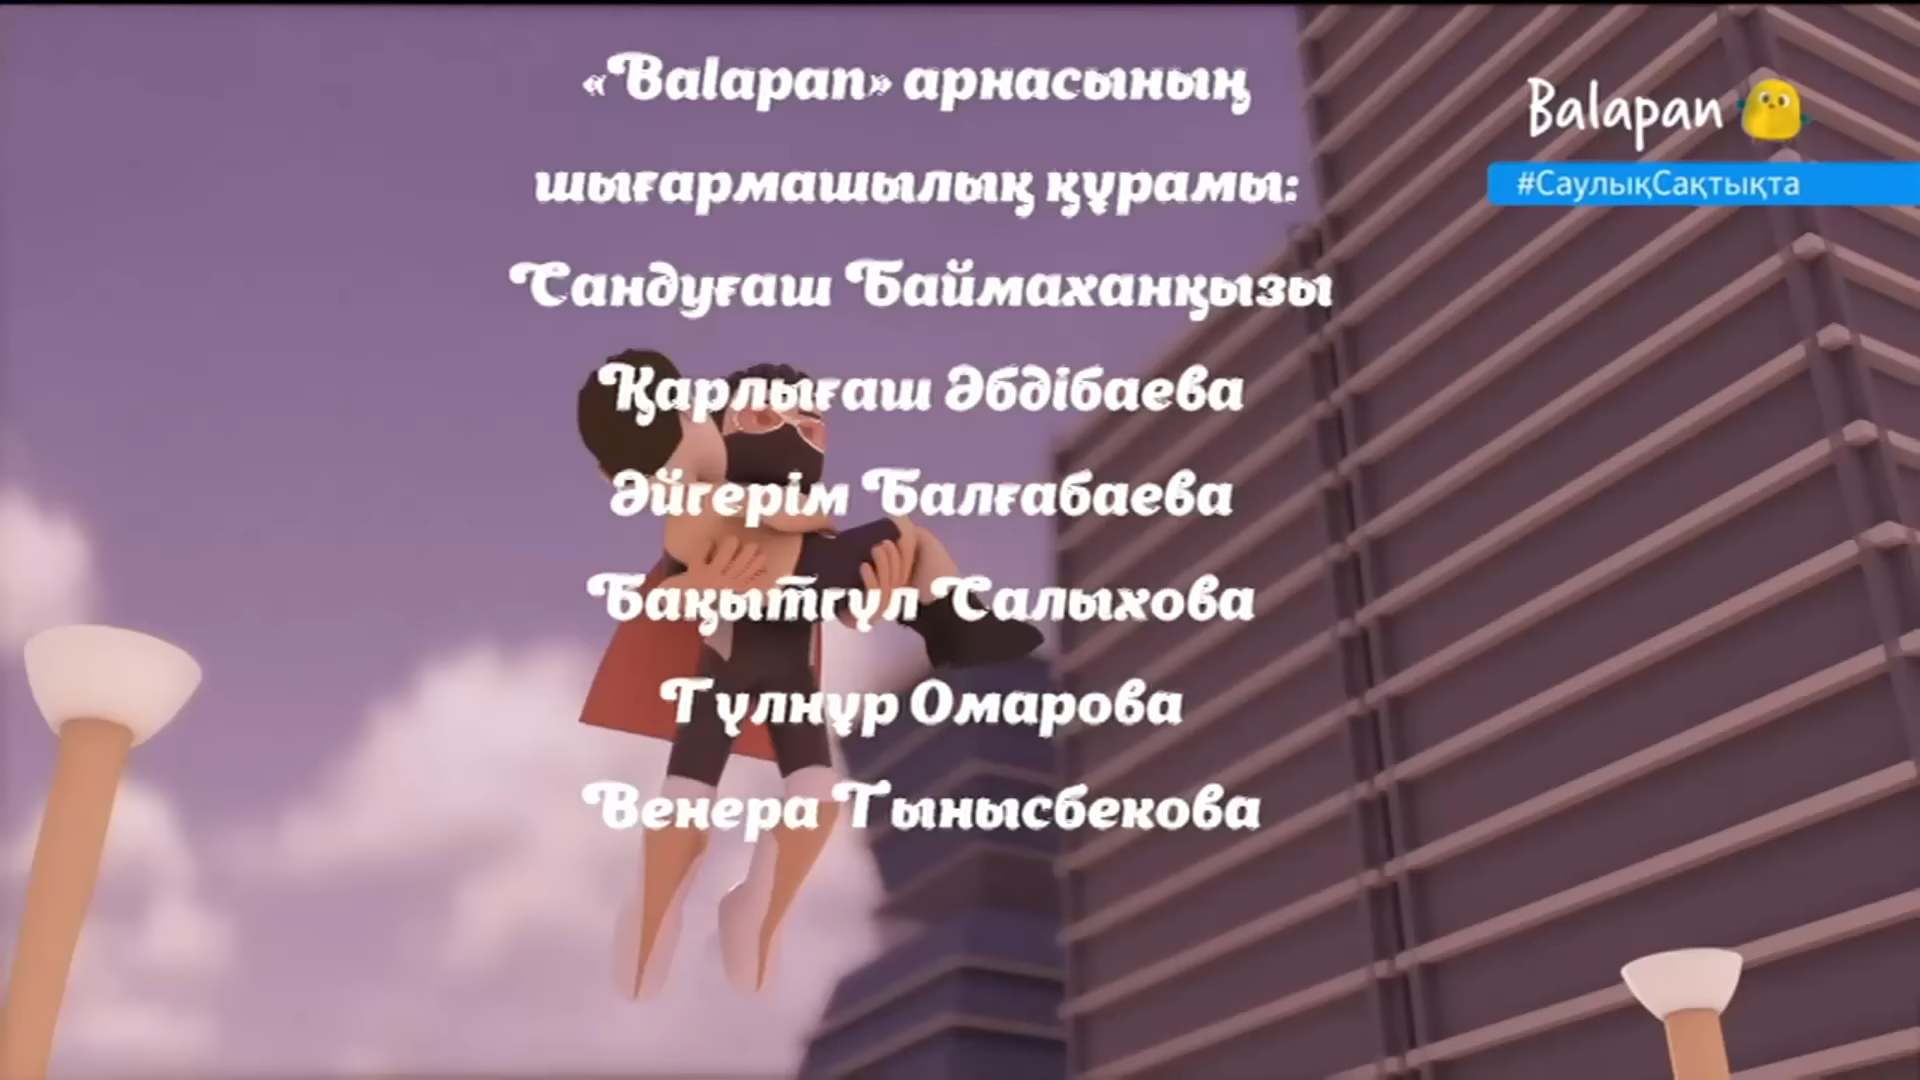 «Balapan» арнасының
шығармашылық құрамы:
Сандуғаш Баймаханқызы
Қарлығаш Әбдібаева
Әйгерім Балғабаева
Бақытгүл Салыхова
Гүлнұр Омарова
Венера Тынысбекова
Balapan
#СаулықСақтықта